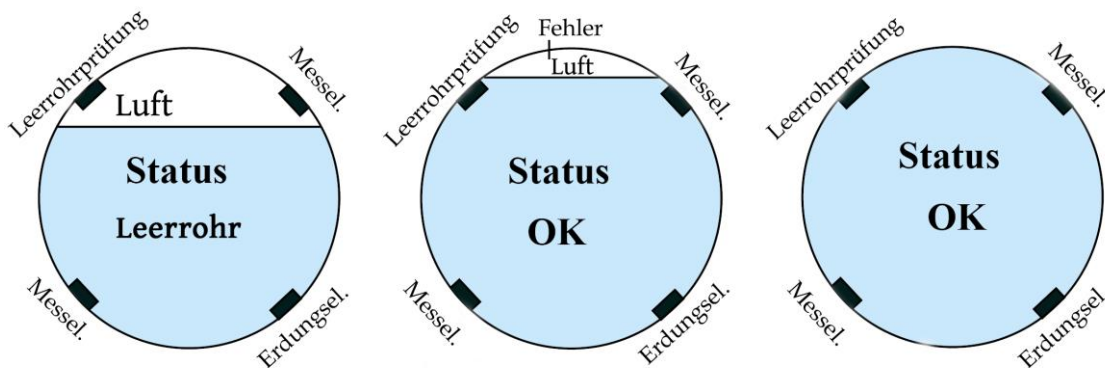 Leerrohrprüfung
Messel.
Luft
Status
Leerrohr
Messel.
Erdungsel.
Fehler
Luft
Leerrohrprüfung
Messel.
Status
OK
Messel.
Erdungsel.
Leerrohrprüfung
Messel.
Status
OK
Messel.
Erdungsel